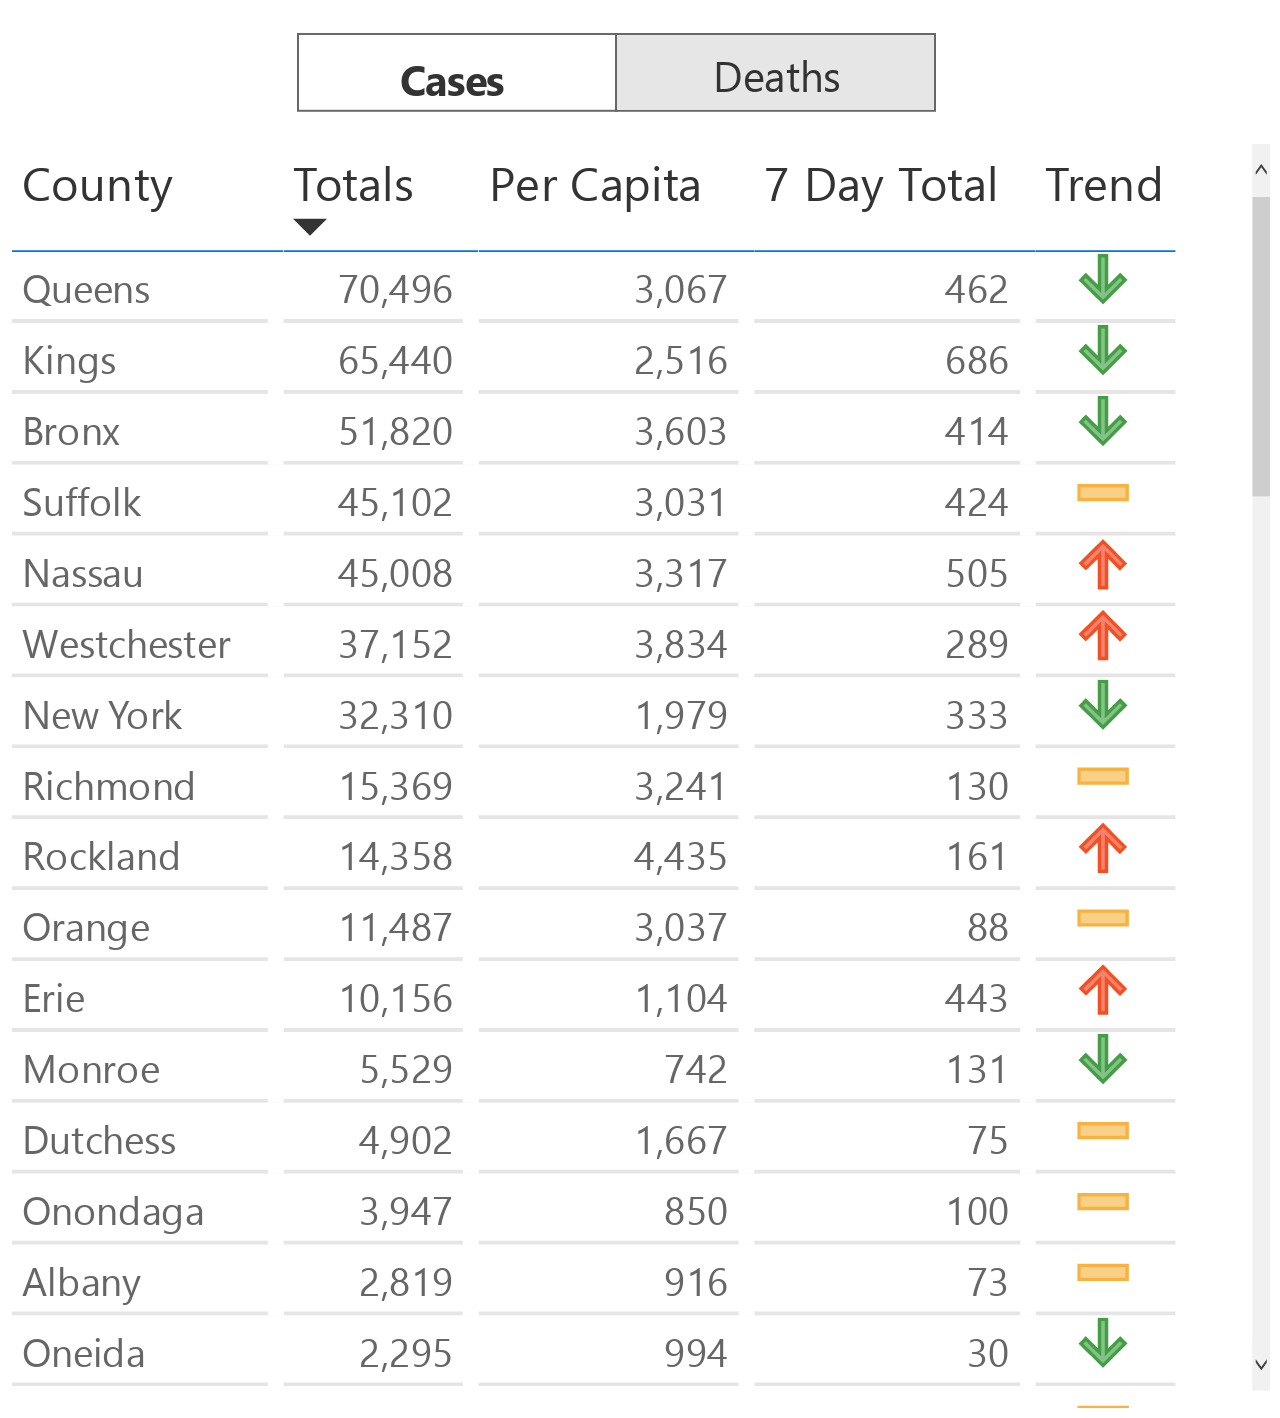 Cases Deaths
County Totals Per Capita 7 Day Total Trend
Queens 70,496 3,067 462
Kings 65,440 2,516 686
Bronx 51,820 3,603 414
Suffolk 45,102 3,031 424
Nassau 45,008 3,317 505
Westchester 37,152 3,834 289
New York 32,310 1,979 333
Richmond 15,369 3,241 130
Rockland 14,358 4,435 161
Orange 11,487 3,037 88
Erie 10,156 1,104 443
Monroe 5,529 742 131
Dutchess 4,902 1,667 75
Onondaga 3,947 850 100
Albany 2,819 916 73
Oneida 2,295 994 30